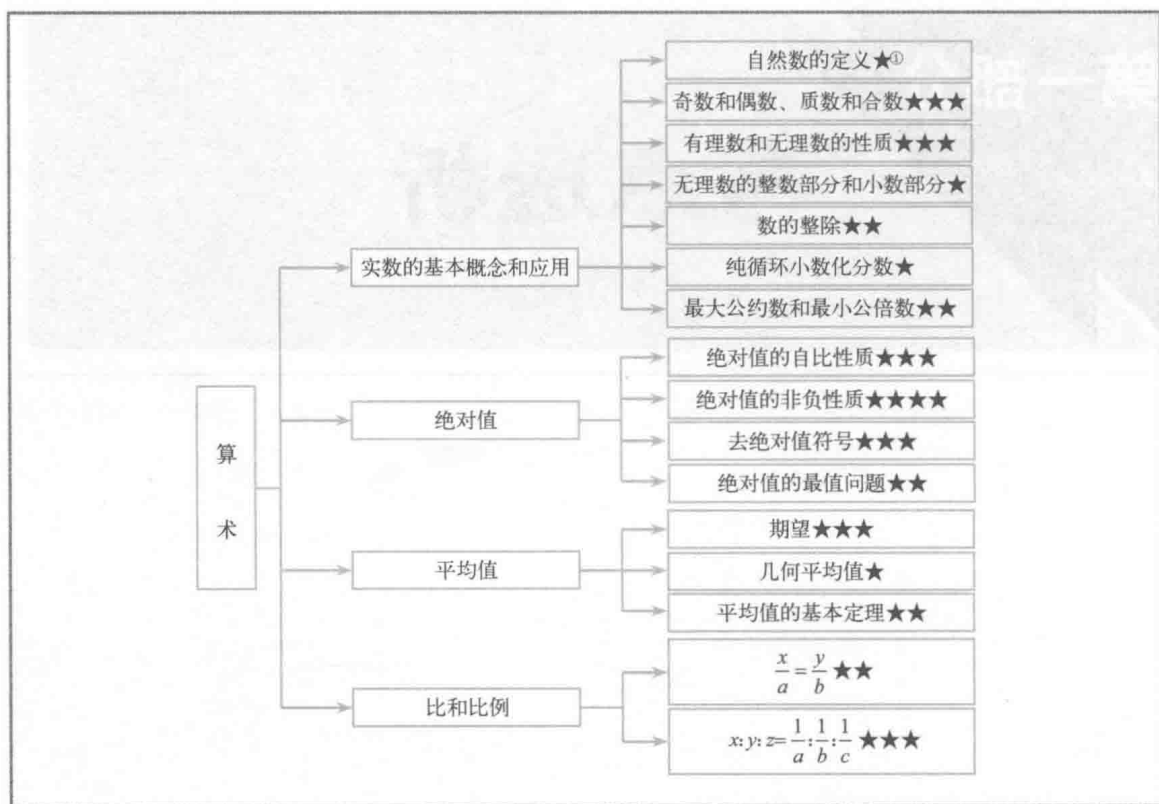 第一部分
自然数的定义★①
奇数和偶数、质数和合数★★★
有理数和无理数的性质★★★
无理数的整数部分和小数部分★
数的整除★★
实数的基本概念和应用
纯循环小数化分数★
最大公约数和最小公倍数★★
绝对值的自比性质★★★
绝对值
绝对值的非负性质★★★★
去绝对值符号★★★
绝对值的最值问题★★
算
术
期望★★★
平均值
几何平均值★
平均值的基本定理★★
x/a=y/b ★★
比和比例
x:y:z=1/a:1/b:1/c ★★★